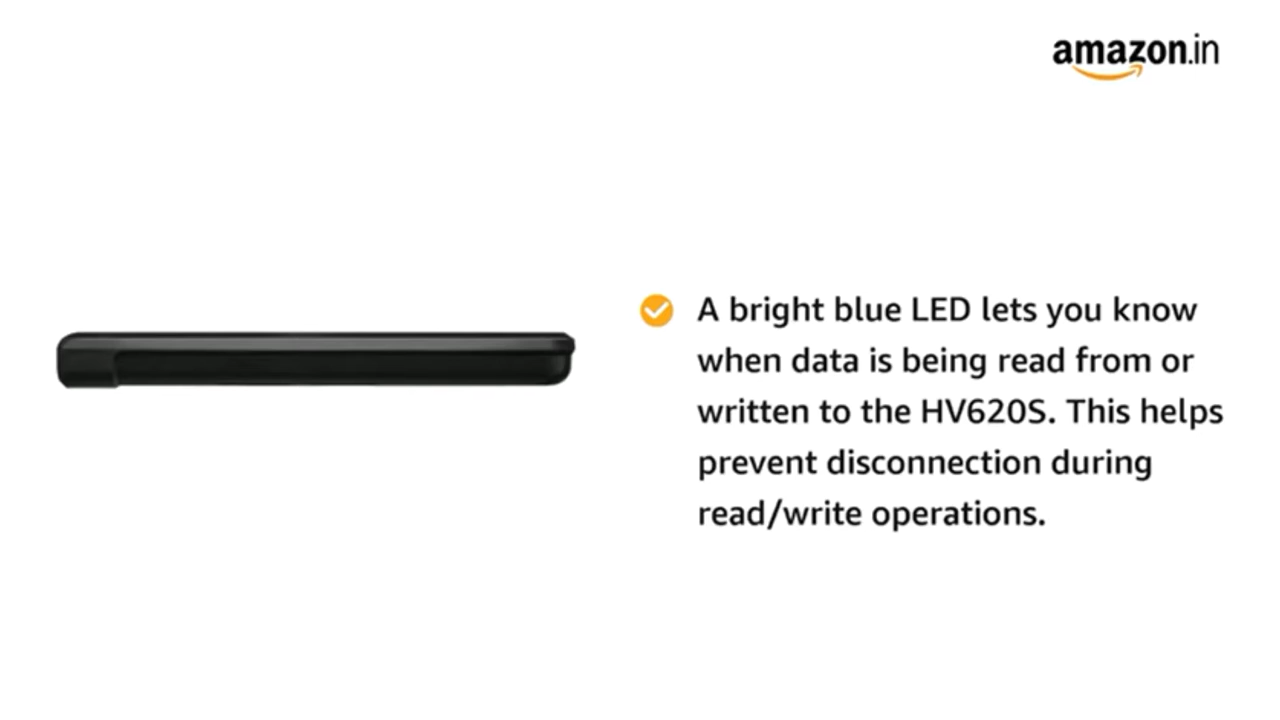 amazon.in
A bright blue LED lets you know
when data is being read from or
written to the HV620S. This helps
prevent disconnection during
read/write operations.